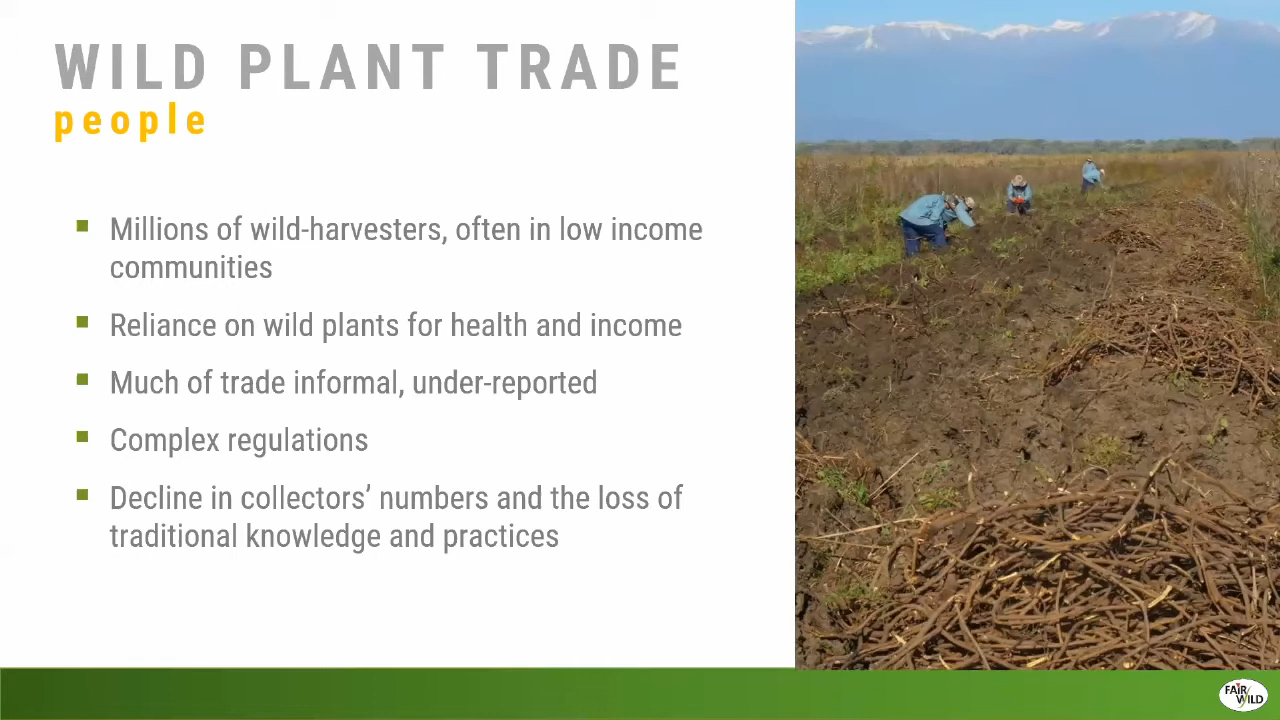 WILD PLANT TRADE
people
Millions of wild-harvesters, often in low income
communities
Reliance on wild plants for health and income
Much of trade informal, under-reported
Complex regulations
Decline in collectors’ numbers and the loss of
traditional knowledge and practices
FAIR
WILD